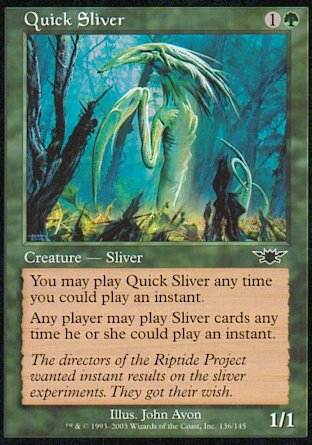 Quick Sliver 1
Creature — Sliver
You may play Quick Sliver any time
you could play an instant.
Any player may play Sliver cards any
time he or she could play an instant.
The directors of the Riptide Project
wanted instant results on the sliver
experiments. They got their wish.
Illus. John Avon
™ & © 1993–2003 Wizards of the Coast, Inc. 136/145
1/1